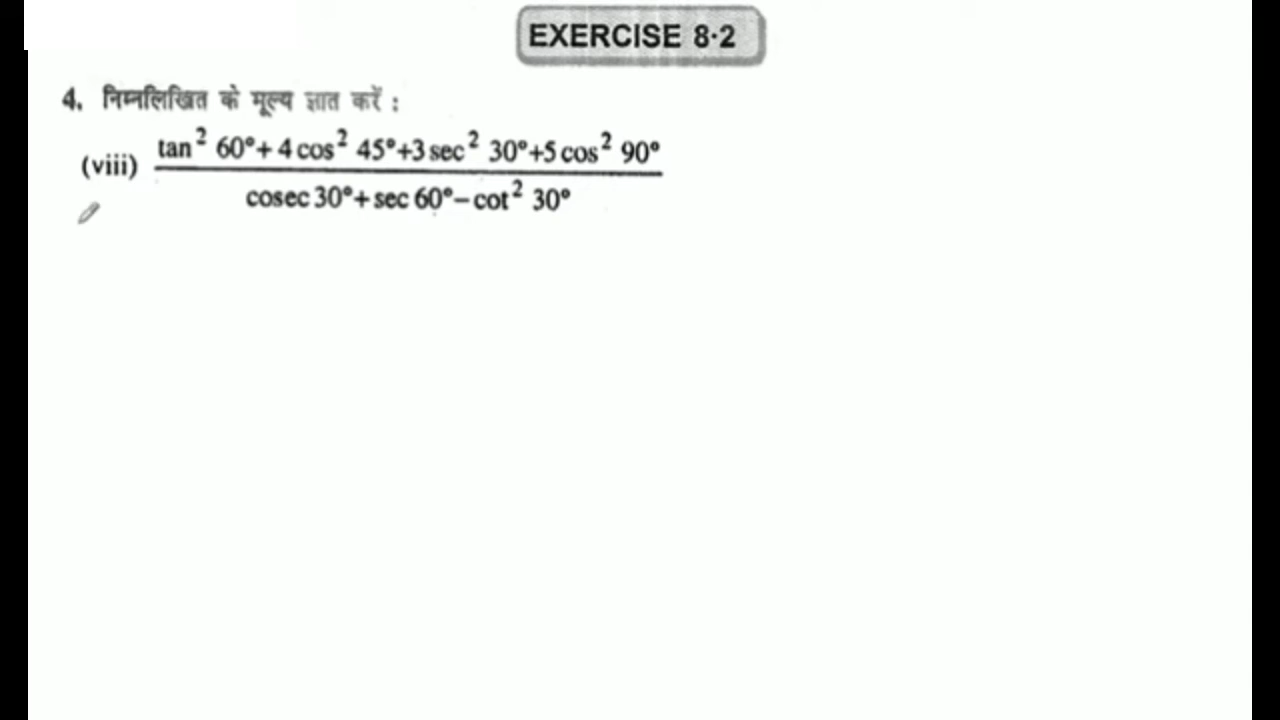 EXERCISE 8·2
4. निम्नलिखित के मूल्य ज्ञात करें :
(viii) tan² 60°+ 4 cos² 45°+3 sec² 30°+5 cos² 90°
cosec 30°+ sec 60°– cot² 30°